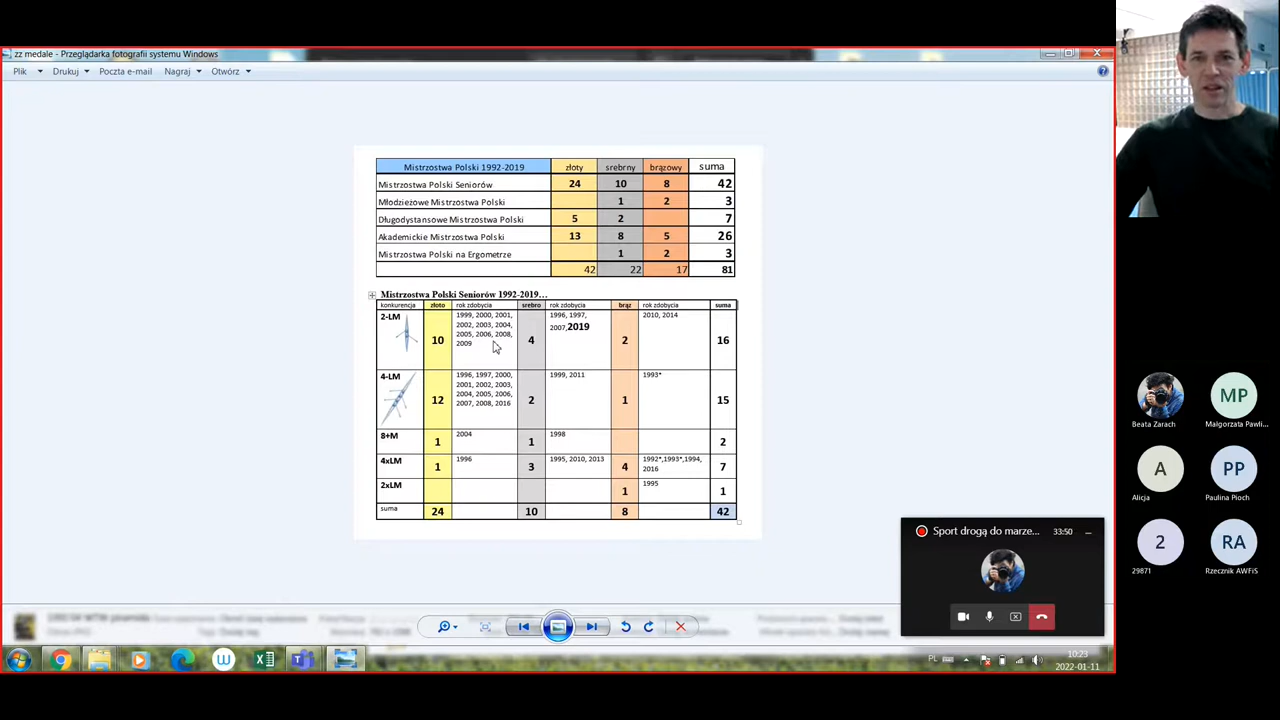 zz medale - Przeglądarka fotografii systemu Windows
Plik Drukuj Poczta e-mail Nagraj Otwórz
Mistrzostwa Polski 1992-2019 złoty srebrny brązowy suma
Mistrzostwa Polski Seniorów 24 10 8 42
Młodzieżowe Mistrzostwa Polski 1 2 3
Długodystansowe Mistrzostwa Polski 5 2 7
Akademickie Mistrzostwa Polski 13 8 5 26
Mistrzostwa Polski na Ergometrze 1 2 3
42 22 17 81
Mistrzostwa Polski Seniorów 1992-2019...
konkurencja złoto rok zdobycia srebro rok zdobycia brąz rok zdobycia suma
2-LM 10 1999, 2000, 2001, 4 1996, 1997, 2 2010, 2014 16
2002, 2003, 2004, 2007,2019
2005, 2006, 2008,
2009
4-LM 12 1996, 1997, 2000, 2 1999, 2011 1 1993* 15
2001, 2002, 2003,
2004, 2005, 2006,
2007, 2008, 2016
8+M 1 2004 1 1998 2
4xLM 1 1996 3 1995, 2010, 2013 4 1992*,1993*,1994, 7
2016
2xLM 1 1995 1
suma 24 10 8 42
Sport drogą do marze... 33:50
Beata Zarach
MP
Małgorzata Pawli...
A
Alicja
PP
Paulina Pioch
2
29871
RA
Rzecznik AWFiS
PL
10:23
2022-01-11